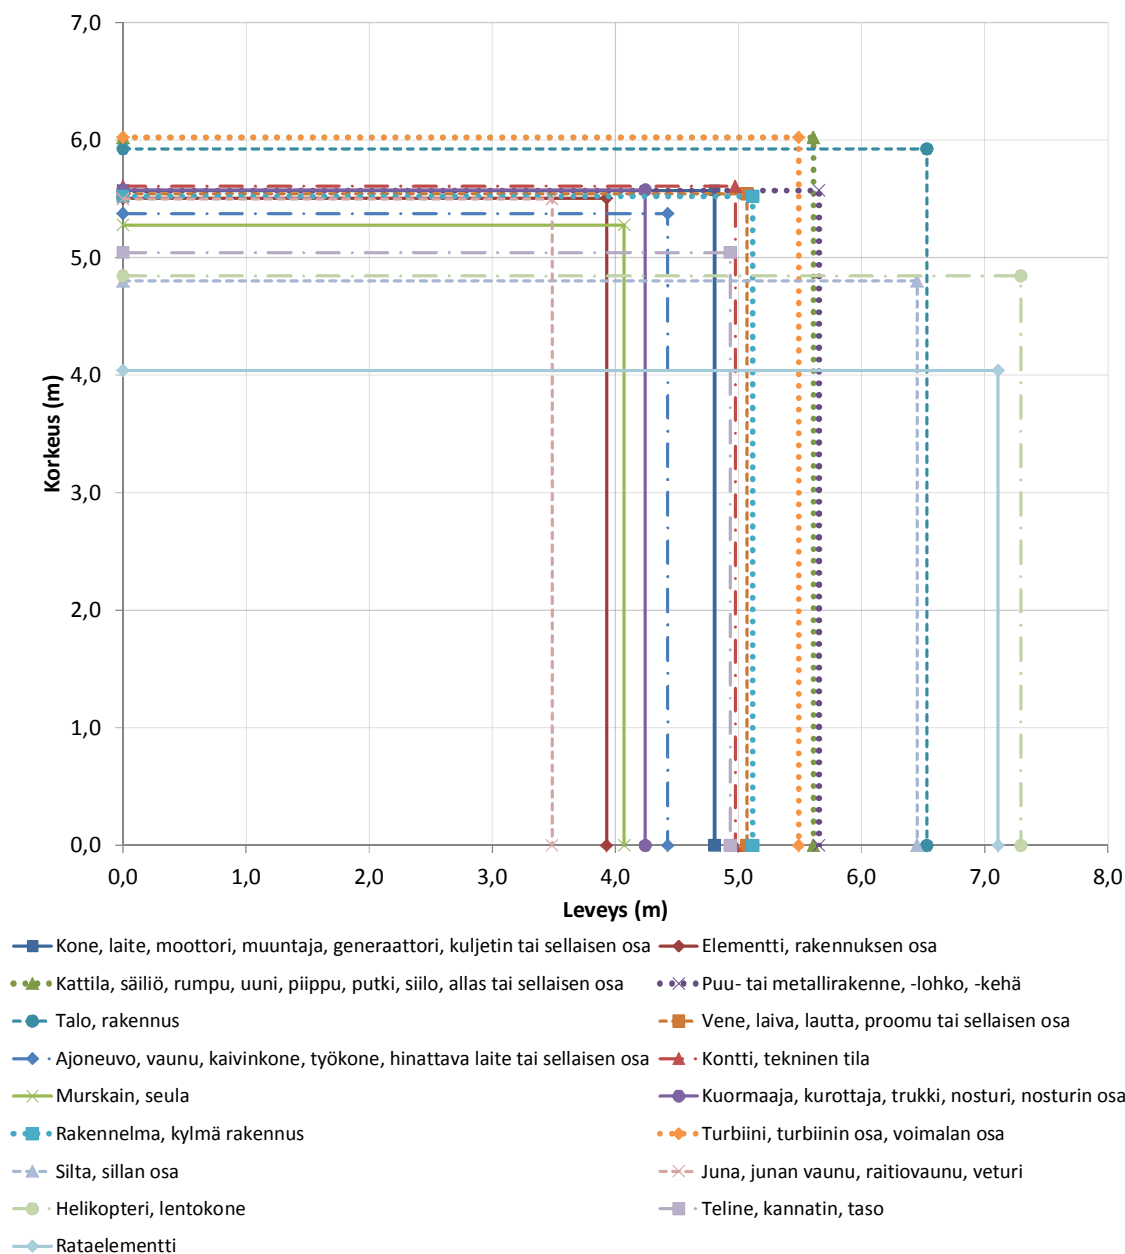 7,0
6,0
5,0
4,0
3,0
2,0
1,0
0,0
Korkeus (m)
0,0 1,0 2,0 3,0 4,0 5,0 6,0 7,0 8,0
Leveys (m)
Kone, laite, moottori, muuntaja, generaattori, kuljetin tai sellaisen osa
Elementti, rakennuksen osa
Kattila, säiliö, rumpu, uuni, piippu, putki, siilo, allas tai sellaisen osa
Puu- tai metallirakenne, -lohko, -kehä
Talo, rakennus
Vene, laiva, lautta, proomu tai sellaisen osa
Ajoneuvo, vaunu, kaivinkone, työkone, hinattava laite tai sellaisen osa
Kontti, tekninen tila
Murskain, seula
Kuormaaja, kurottaja, trukki, nosturi, nosturin osa
Rakennelma, kylmä rakennus
Turbiini, turbiinin osa, voimalan osa
Silta, sillan osa
Juna, junan vaunu, raitiovaunu, veturi
Helikopteri, lentokone
Teline, kannatin, taso
Rataelementti